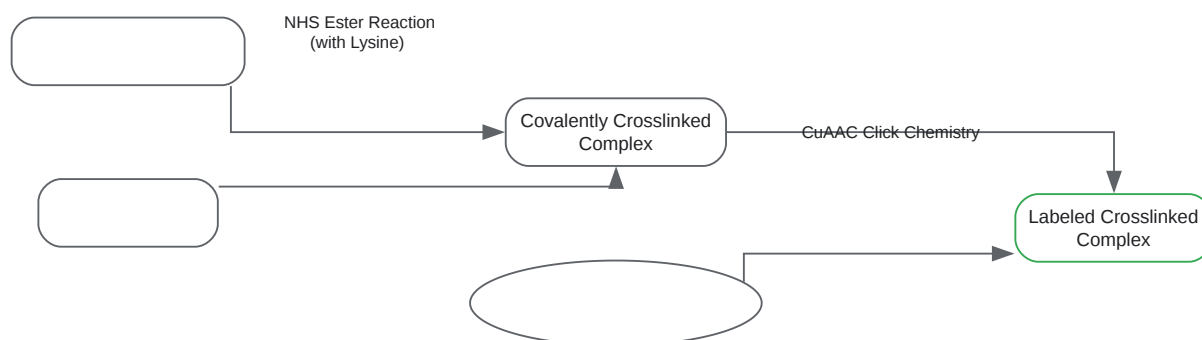 NHS Ester Reaction
(with Lysine)
Covalently Crosslinked
Complex
CuAAC Click Chemistry
Labeled Crosslinked
Complex